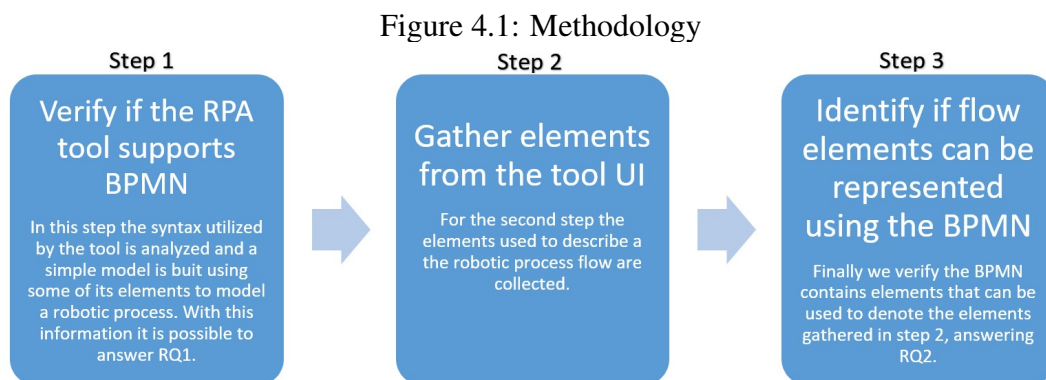 Figure 4.1: Methodology
Step 1
Verify if the RPA
tool supports
BPMN
In this step the syntax utilized
by the tool is analyzed and a
simple model is buit using
some of its elements to model
a robotic process. With this
information it is possible to
answer RQ1.
Step 2
Gather elements
from the tool UI
For the second step the
elements used to describe a
the robotic process flow are
collected.
Step 3
Identify if flow
elements can be
represented
using the BPMN
Finally we verify the BPMN
contains elements that can be
used to denote the elements
gathered in step 2, answering
RQ2.